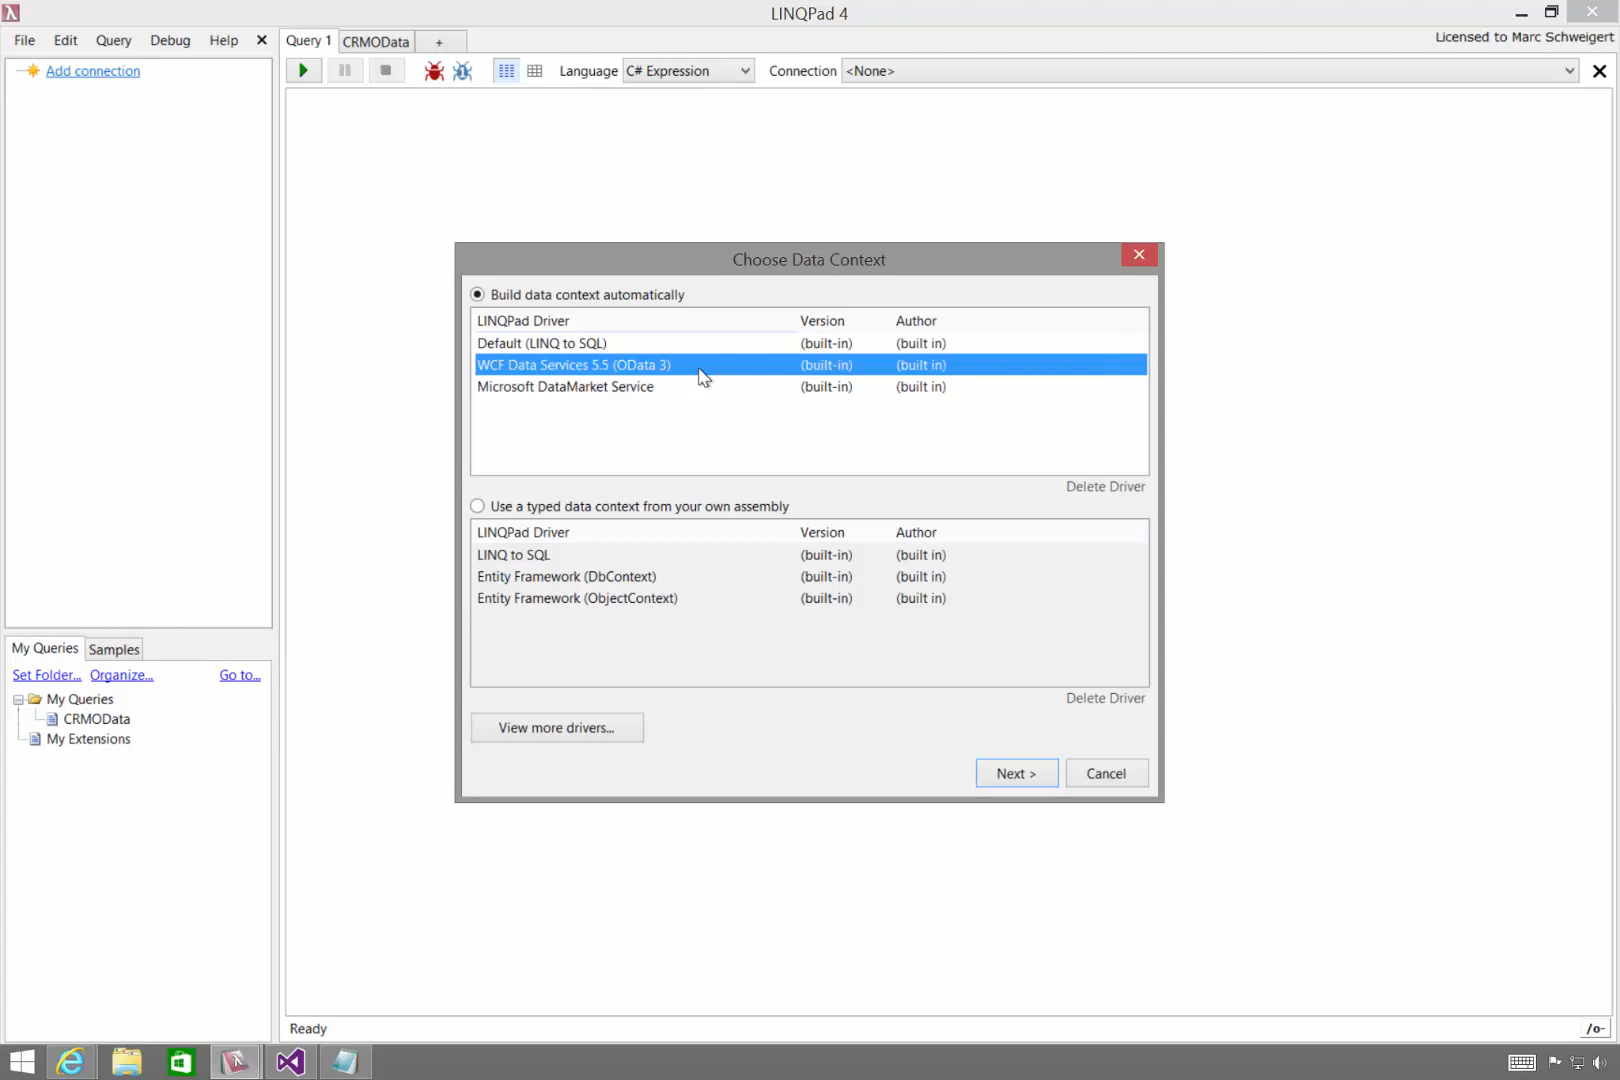 LINQPad 4
File Edit Query Debug Help
Query 1 CRMOData +
Licensed to Marc Schweigert
Add connection
Language C# Expression Connection <None>
Choose Data Context
Build data context automatically
LINQPad Driver Version Author
Default (LINQ to SQL) (built-in) (built in)
WCF Data Services 5.5 (OData 3) (built-in) (built in)
Microsoft DataMarket Service (built-in) (built in)
Delete Driver
Use a typed data context from your own assembly
LINQPad Driver Version Author
LINQ to SQL (built-in) (built in)
Entity Framework (DbContext) (built-in) (built in)
Entity Framework (ObjectContext) (built-in) (built in)
Delete Driver
View more drivers...
Next > Cancel
My Queries Samples
Set Folder... Organize... Go to...
My Queries
CRMOData
My Extensions
Ready /o-